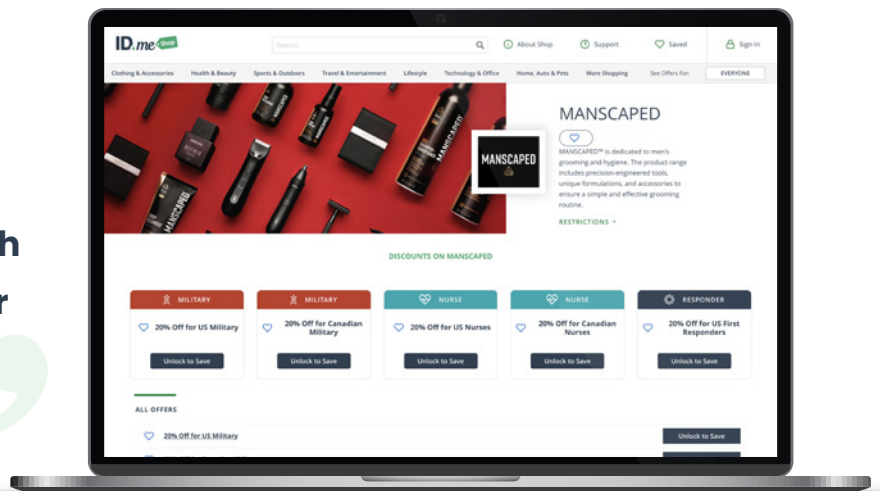 h
r
ID.me Shop
Search
About Shop
Support
Saved
Sign In
Clothing & Accessories
Health & Beauty
Sports & Outdoors
Travel & Entertainment
Lifestyle
Technology & Office
Home, Auto & Pets
More Shopping
See Offers For:
EVERYONE
MANSCAPED
MANSCAPED
MANSCAPED
MANSCAPED
MANSCAPED
MANSCAPED™ is dedicated to men's
grooming and hygiene. The product range
includes precision-engineered tools,
unique formulations, and accessories to
ensure a simple and effective grooming
routine.
RESTRICTIONS
DISCOUNTS ON MANSCAPED
MILITARY
20% Off for US Military
Unlock to Save
MILITARY
20% Off for Canadian
Military
Unlock to Save
NURSE
20% Off for US Nurses
Unlock to Save
NURSE
20% Off for Canadian
Nurses
Unlock to Save
RESPONDER
20% Off for US First
Responders
Unlock to Save
ALL OFFERS
20% Off for US Military
Unlock to Save